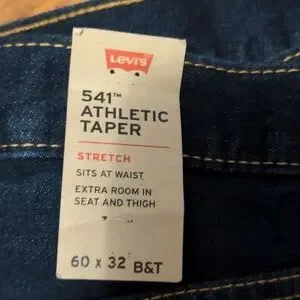 Levi's
541™
ATHLETIC
TAPER
STRETCH
SITS AT WAIST
EXTRA ROOM IN
SEAT AND THIGH
60 x 32 B&T